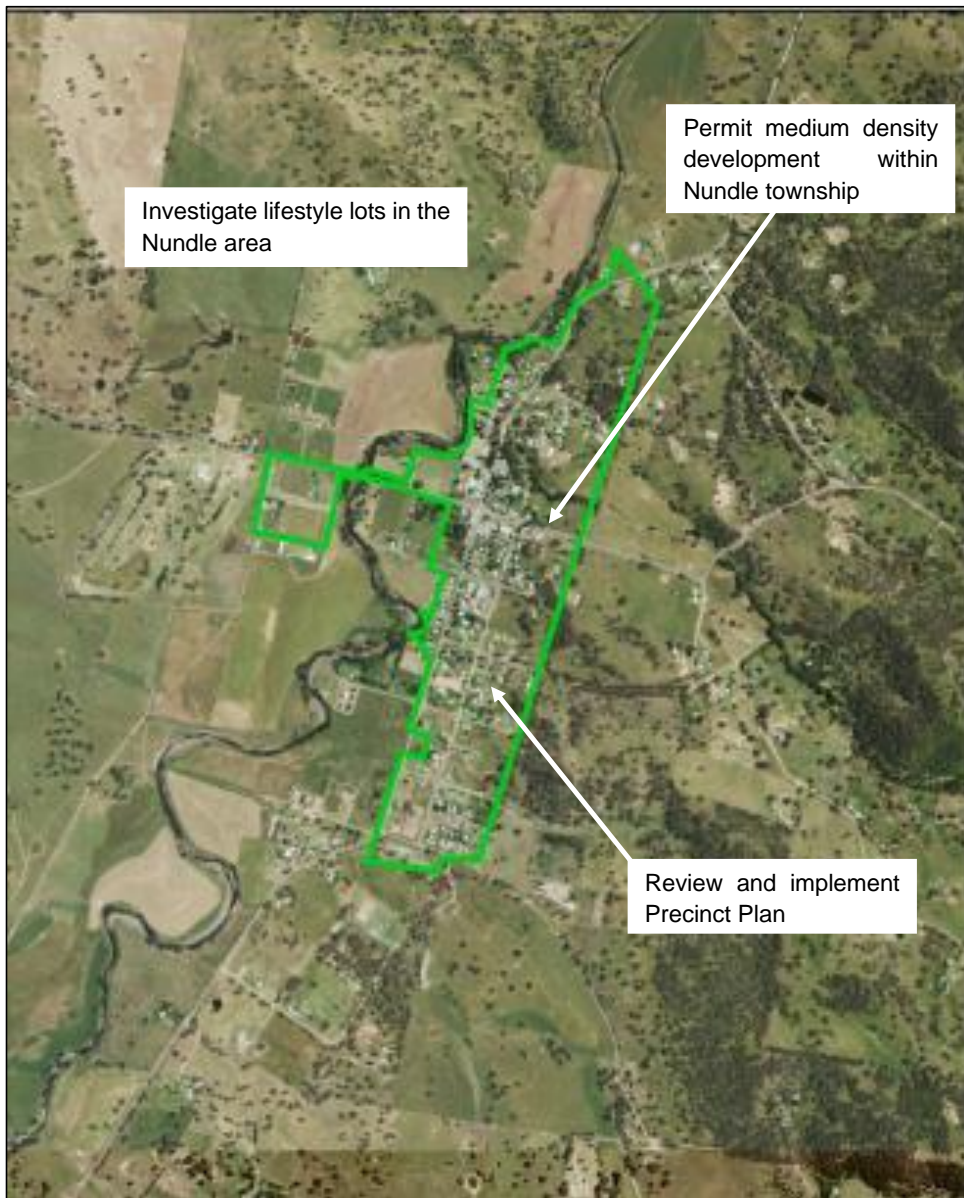 Permit medium density
development within
Nundle township
Investigate lifestyle lots in the
Nundle area
Review and implement
Precinct Plan